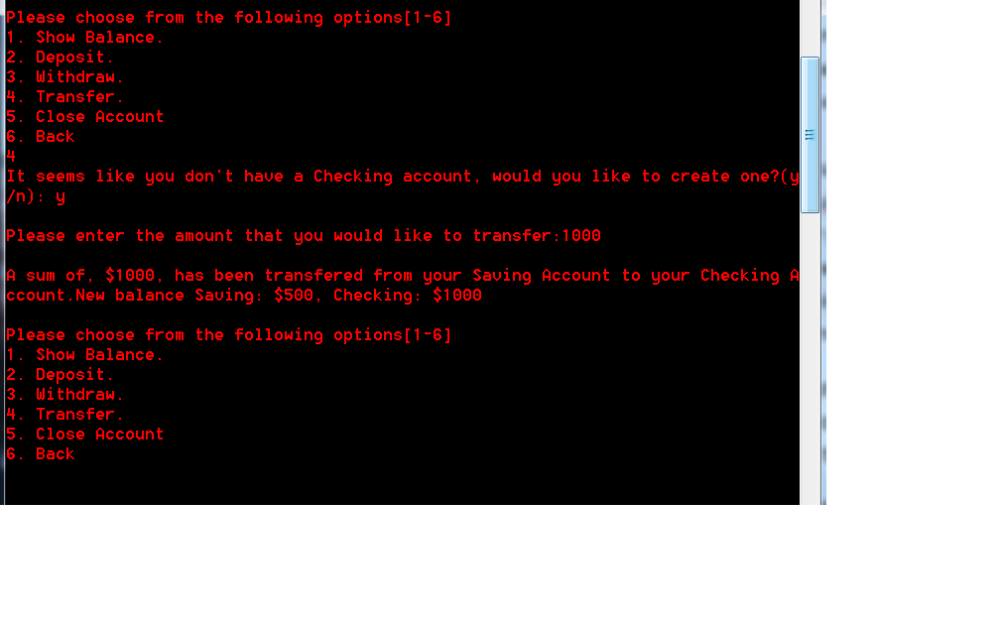 Please choose from the following options[1-6]
1. Show Balance.
2. Deposit.
3. Withdraw.
4. Transfer.
5. Close Account
6. Back
4
It seems like you don't have a Checking account, would you like to create one?(y
/n): y
Please enter the amount that you would like to transfer:1000
A sum of, $1000, has been transfered from your Saving Account to your Checking A
ccount.New balance Saving: $500, Checking: $1000
Please choose from the following options[1-6]
1. Show Balance.
2. Deposit.
3. Withdraw.
4. Transfer.
5. Close Account
6. Back